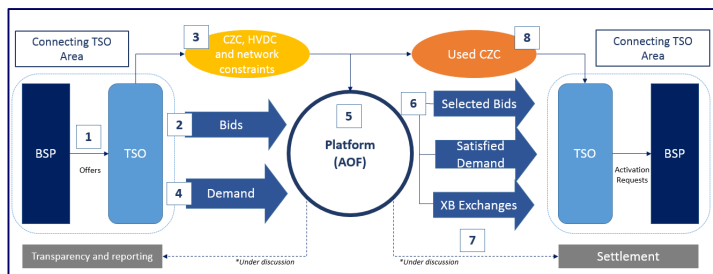 Connecting TSO
Area
3
CZC, HVDC
and network
constraints
Used CZC
8
Connecting TSO
Area
BSP
1
Offers
TSO
2
Bids
4
Demand
5
Platform
(AOF)
6
Selected Bids
Satisfied
Demand
XB Exchanges
7
TSO
Activation
Requests
BSP
Transparency and reporting
*Under discussion
*Under discussion
Settlement